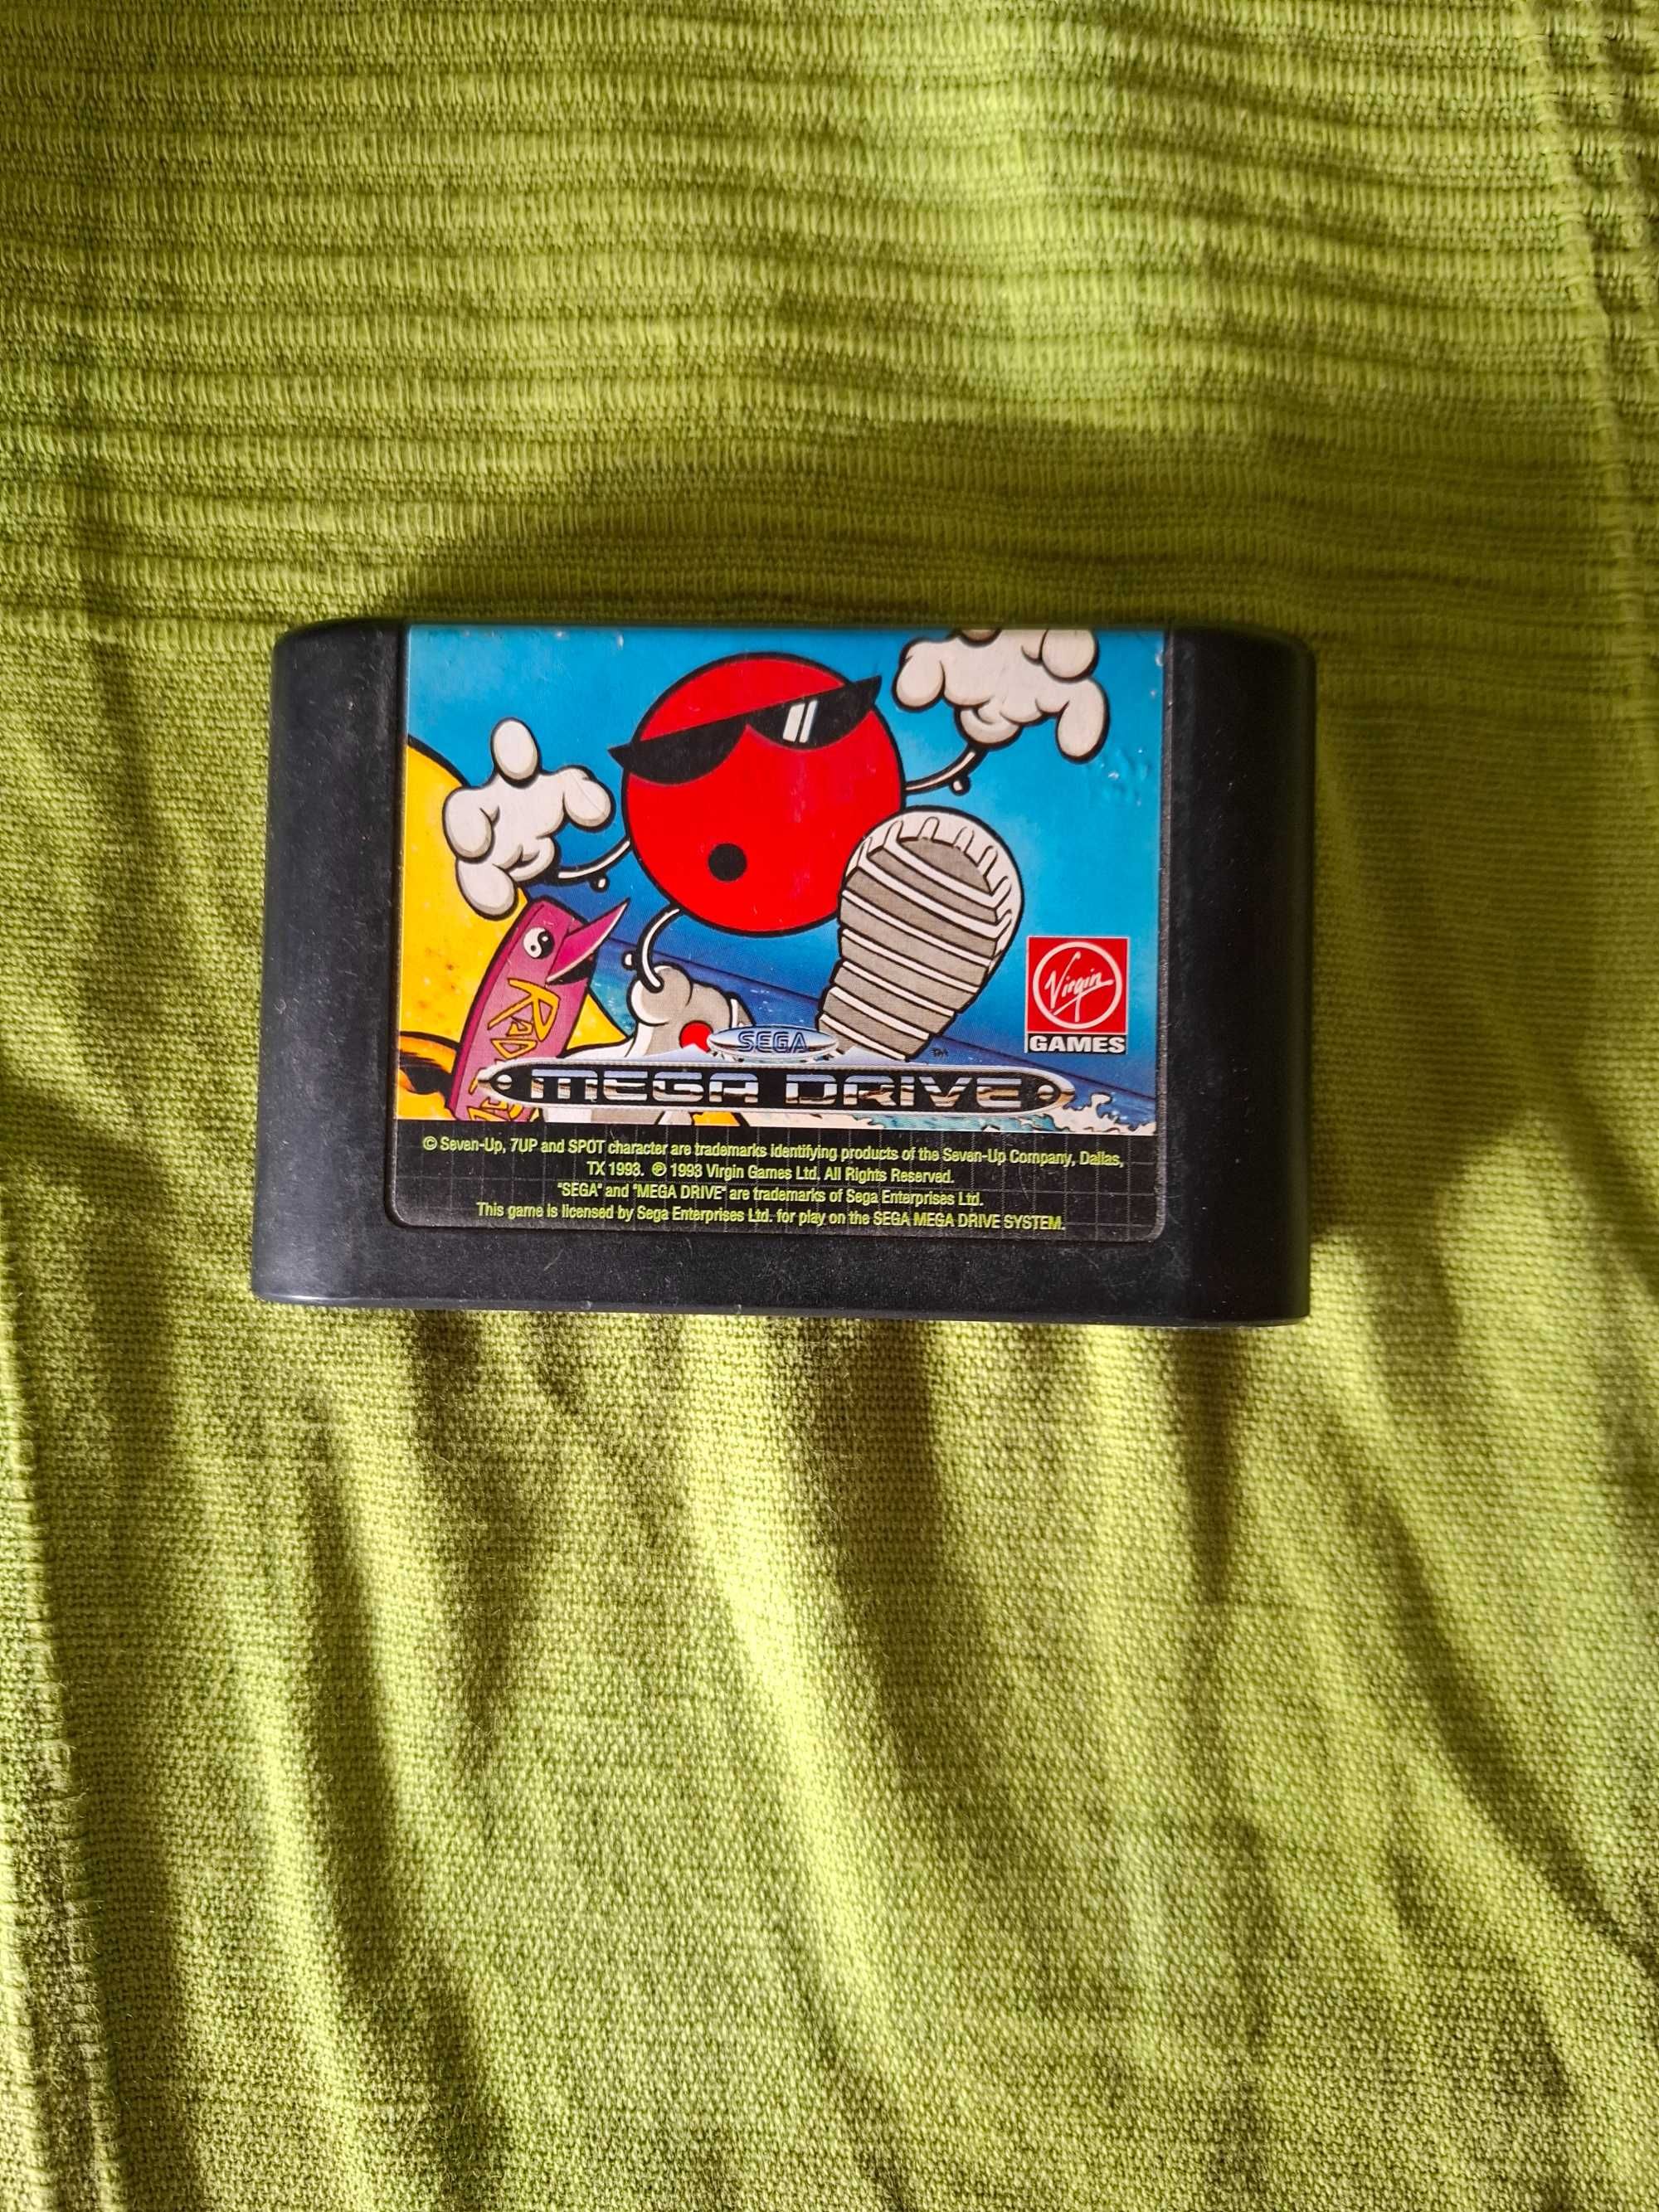 RAD
Virgin
GAMES
SEGA
MEGA DRIVE
© Seven-Up, 7UP and SPOT character are trademarks identifying products of the Seven-Up Company, Dallas,
TX 1993. ℗ 1993 Virgin Games Ltd. All Rights Reserved.
"SEGA" and "MEGA DRIVE" are trademarks of Sega Enterprises Ltd.
This game is licensed by Sega Enterprises Ltd. for play on the SEGA MEGA DRIVE SYSTEM.